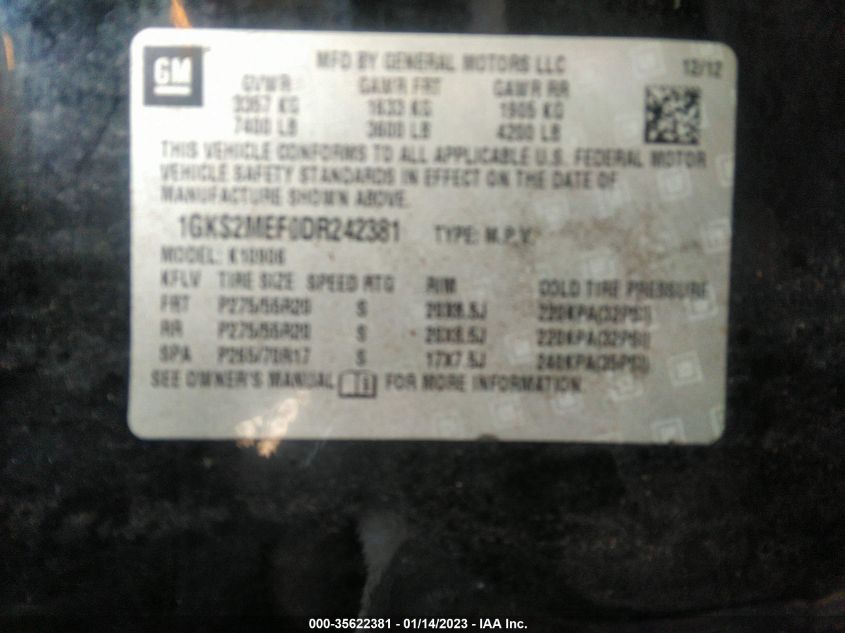 GM
MFD BY GENERAL MOTORS LLC 12/12
GVWR GAWR FRT GAWR RR
3357 KG 1633 KG 1905 KG
7400 LB 3600 LB 4200 LB
THIS VEHICLE CONFORMS TO ALL APPLICABLE U.S. FEDERAL MOTOR
VEHICLE SAFETY STANDARDS IN EFFECT ON THE DATE OF
MANUFACTURE SHOWN ABOVE.
1GKS2MEF0DR242381 TYPE: M.P.V.
MODEL: K10906
KFLV TIRE SIZE SPEED RTG RIM COLD TIRE PRESSURE
FRT P275/55R20 S 20X8.5J 220KPA(32PSI)
RR P275/55R20 S 20X8.5J 220KPA(32PSI)
SPA P265/70R17 S 17X7.5J 240KPA(35PSI)
SEE OWNER'S MANUAL FOR MORE INFORMATION
000-35622381 - 01/14/2023 - IAA Inc.